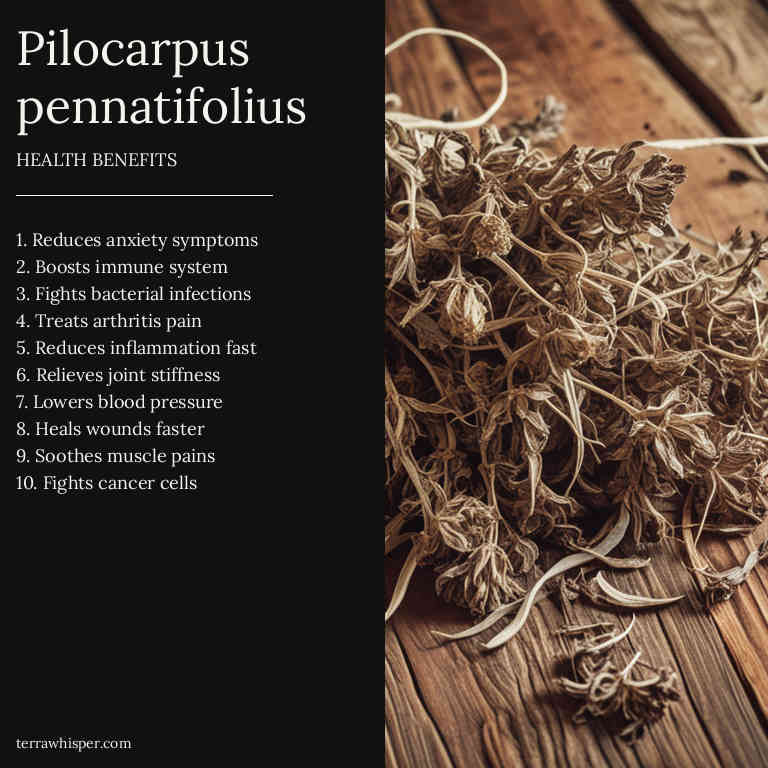 Pilocarpus
pennatifolius
HEALTH BENEFITS
1. Reduces anxiety symptoms
2. Boosts immune system
3. Fights bacterial infections
4. Treats arthritis pain
5. Reduces inflammation fast
6. Relieves joint stiffness
7. Lowers blood pressure
8. Heals wounds faster
9. Soothes muscle pains
10. Fights cancer cells
terrawhisper.com